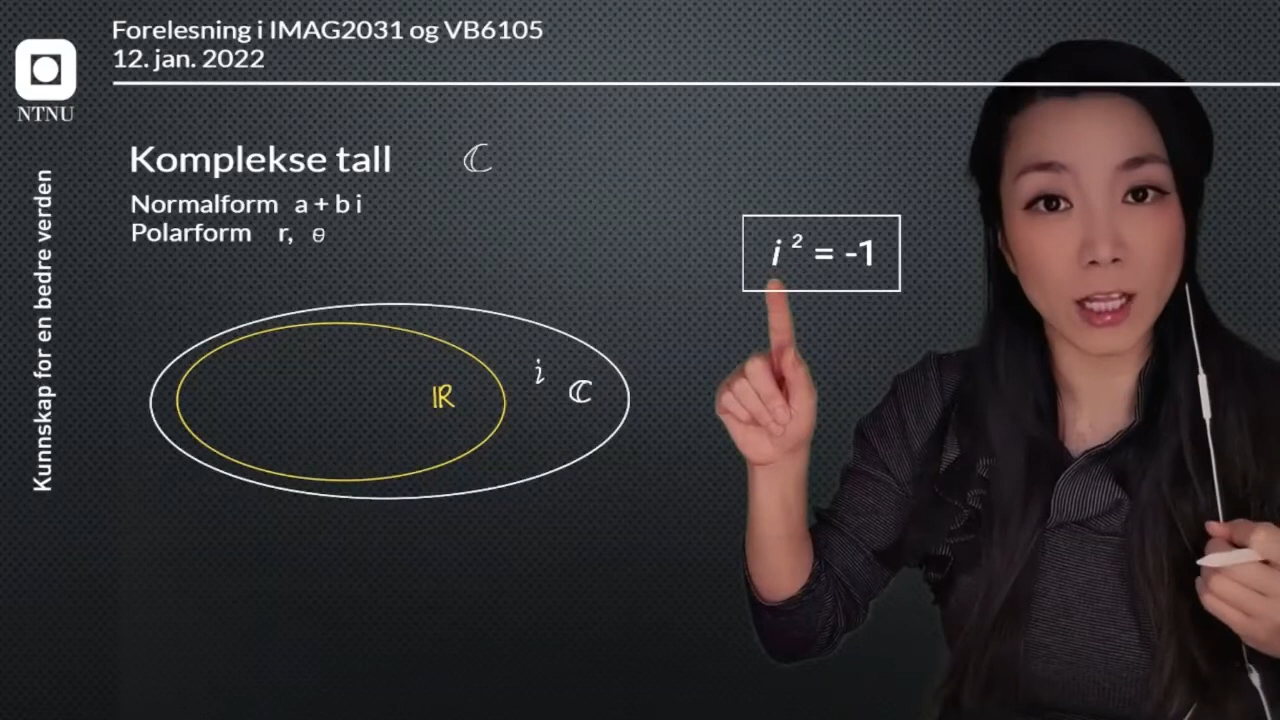 Forelesning i IMAG2031 og VB6105
12. jan. 2022
NTNU
Kunnskap for en bedre verden
Komplekse tall ℂ
Normalform a + b i
Polarform r, θ
i² = -1
ℝ
i
ℂ